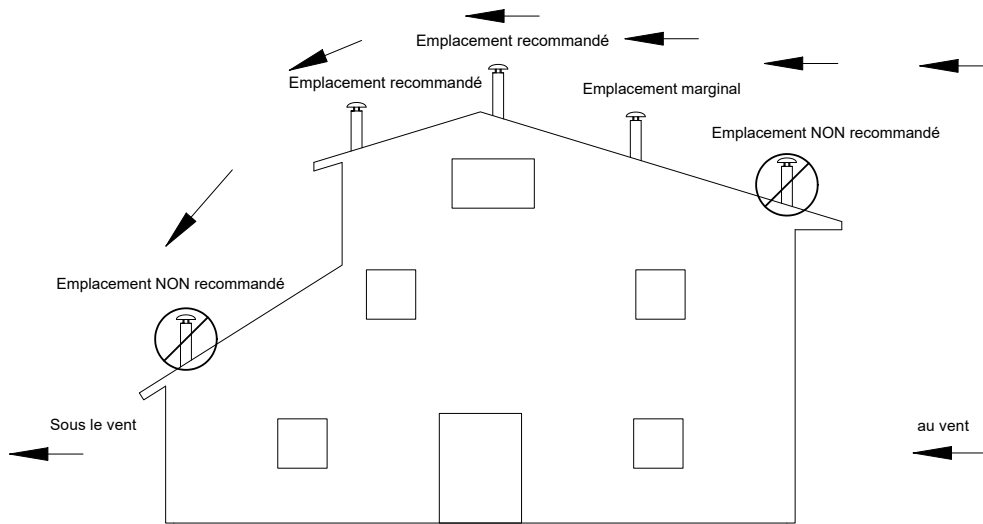 Emplacement recommandé
Emplacement recommandé
Emplacement marginal
Emplacement NON recommandé
Emplacement NON recommandé
Sous le vent
au vent